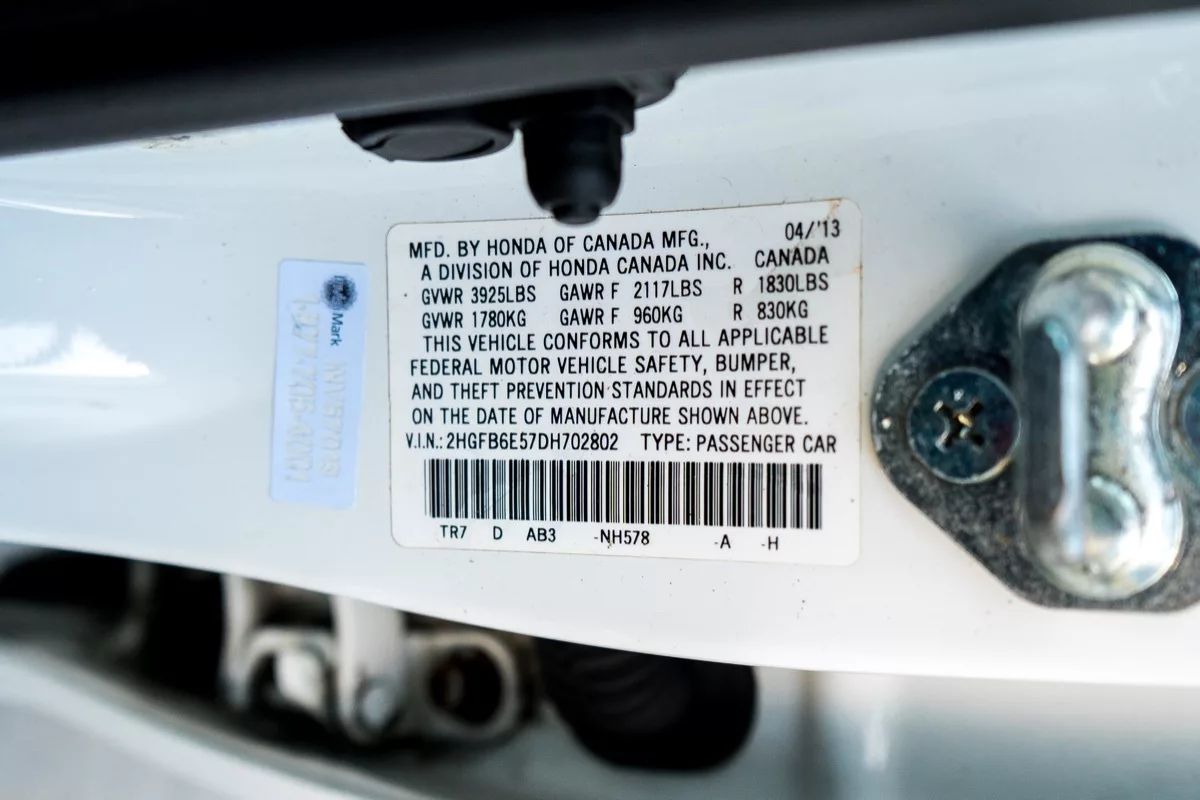 MFD. BY HONDA OF CANADA MFG., 04/'13
A DIVISION OF HONDA CANADA INC. CANADA
GVWR 3925LBS GAWR F 2117LBS R 1830LBS
GVWR 1780KG GAWR F 960KG R 830KG
THIS VEHICLE CONFORMS TO ALL APPLICABLE
FEDERAL MOTOR VEHICLE SAFETY, BUMPER,
AND THEFT PREVENTION STANDARDS IN EFFECT
ON THE DATE OF MANUFACTURE SHOWN ABOVE.
V.I.N.: 2HGFB6E57DH702802 TYPE: PASSENGER CAR
TR7 D AB3 -NH578 -A -H
Mark